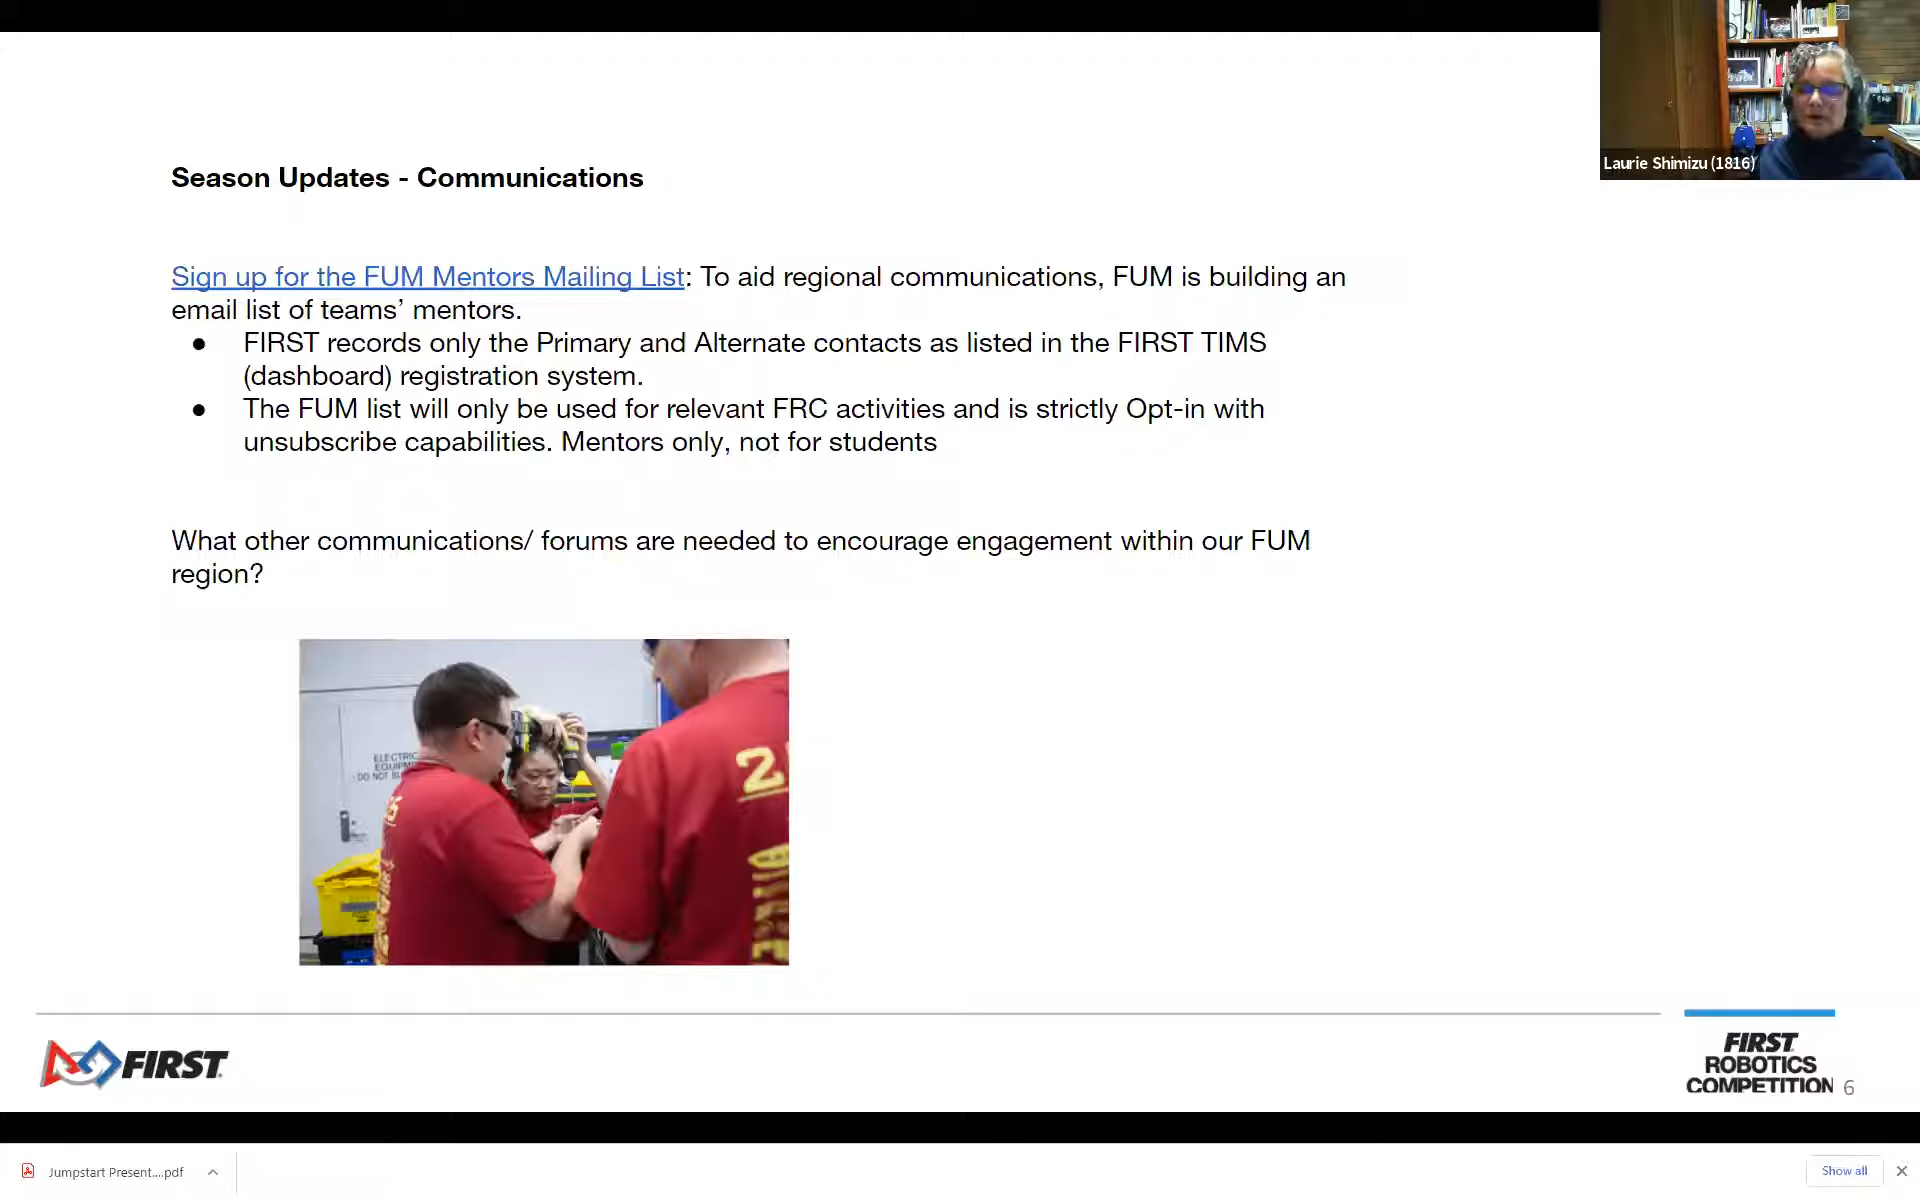 Laurie Shimizu (1816)
Season Updates - Communications
Sign up for the FUM Mentors Mailing List: To aid regional communications, FUM is building an
email list of teams’ mentors.
● FIRST records only the Primary and Alternate contacts as listed in the FIRST TIMS
(dashboard) registration system.
● The FUM list will only be used for relevant FRC activities and is strictly Opt-in with
unsubscribe capabilities. Mentors only, not for students
What other communications/ forums are needed to encourage engagement within our FUM
region?
ELECTRIC
DO NOT
2
FIRST
FIRST
ROBOTICS
COMPETITION
6
Jumpstart Present....pdf
Show all